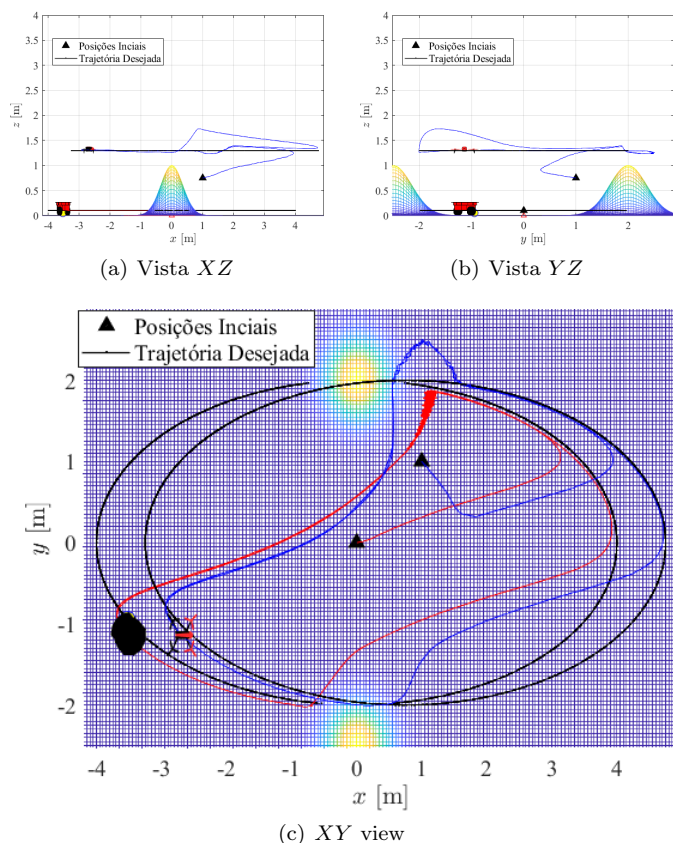 4
3.5
3
2.5
2
1.5
1
0.5
0
z [m]
Posições Inciais
Trajetória Desejada
-4 -3 -2 -1 0 1 2 3 4
x [m]
(a) Vista XZ
4
3.5
3
2.5
2
1.5
1
0.5
0
z [m]
Posições Inciais
Trajetória Desejada
-2 -1 0 1 2
y [m]
(b) Vista YZ
Posições Inciais
Trajetória Desejada
2
1
0
-1
-2
y [m]
-4 -3 -2 -1 0 1 2 3 4
x [m]
(c) XY view